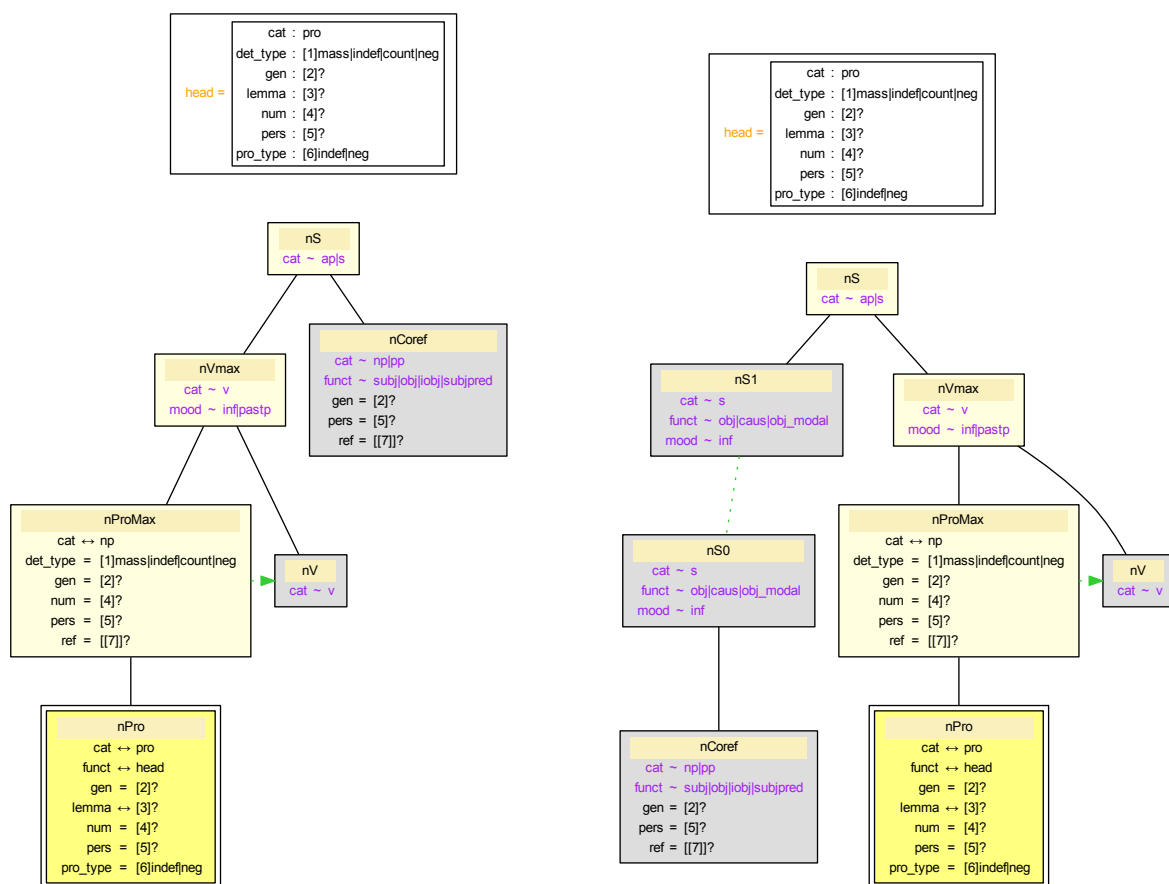 head =
cat : pro
det_type : [1]mass|indef|count|neg
gen : [2]?
lemma : [3]?
num : [4]?
pers : [5]?
pro_type : [6]indef|neg
nS
cat ~ ap|s
nVmax
cat ~ v
mood ~ inf|pastp
nCoref
cat ~ np|pp
funct ~ subj|obj|iobj|subjpred
gen = [2]?
pers = [5]?
ref = [[7]]?
nProMax
cat ↔ np
det_type = [1]mass|indef|count|neg
gen = [2]?
num = [4]?
pers = [5]?
ref = [[7]]?
nV
cat ~ v
nPro
cat ↔ pro
funct ↔ head
gen = [2]?
lemma ↔ [3]?
num = [4]?
pers = [5]?
pro_type = [6]indef|neg
head =
cat : pro
det_type : [1]mass|indef|count|neg
gen : [2]?
lemma : [3]?
num : [4]?
pers : [5]?
pro_type : [6]indef|neg
nS
cat ~ ap|s
nS1
cat ~ s
funct ~ obj|caus|obj_modal
mood ~ inf
nVmax
cat ~ v
mood ~ inf|pastp
nS0
cat ~ s
funct ~ obj|caus|obj_modal
mood ~ inf
nProMax
cat ↔ np
det_type = [1]mass|indef|count|neg
gen = [2]?
num = [4]?
pers = [5]?
ref = [[7]]?
nV
cat ~ v
nCoref
cat ~ np|pp
funct ~ subj|obj|iobj|subjpred
gen = [2]?
pers = [5]?
ref = [[7]]?
nPro
cat ↔ pro
funct ↔ head
gen = [2]?
lemma ↔ [3]?
num = [4]?
pers = [5]?
pro_type = [6]indef|neg